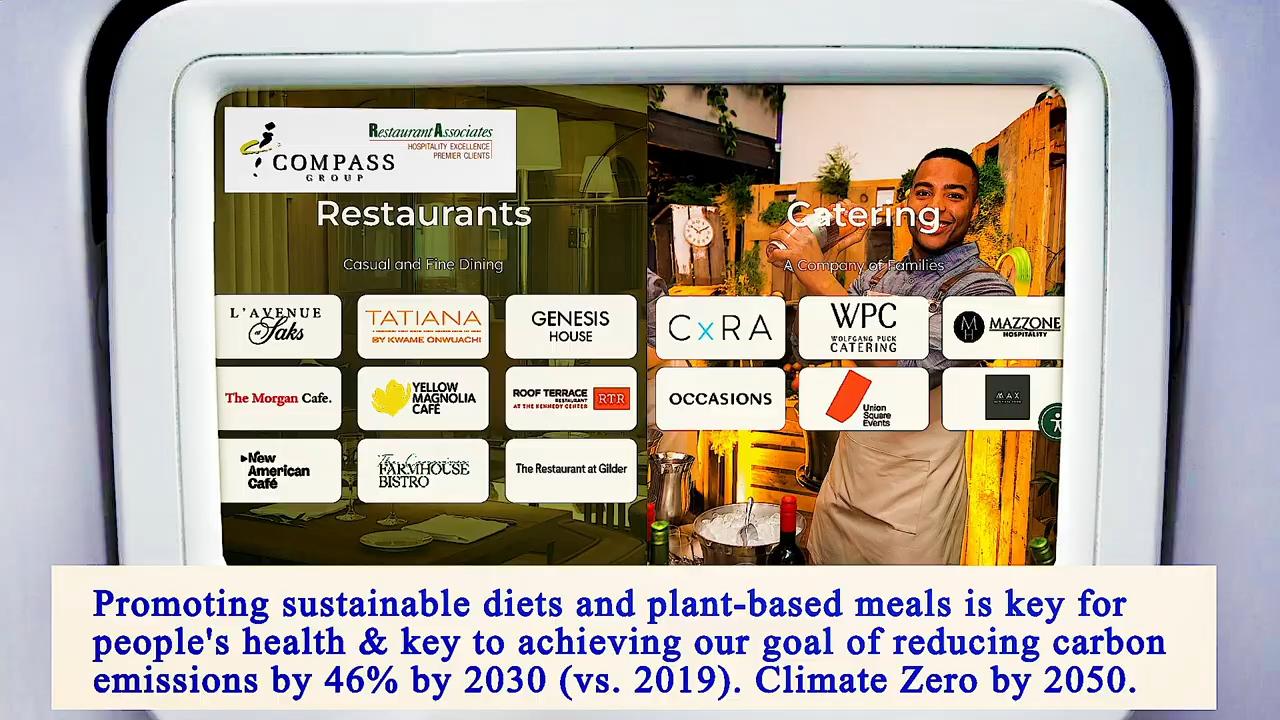 COMPASS
GROUP
Restaurant Associates
HOSPITALITY EXCELLENCE
PREMIER CLIENTS
Restaurants
Casual and Fine Dining
L'AVENUE
Saks
TATIANA
BY KWAME ONWUACHI
GENESIS
HOUSE
The Morgan Cafe.
YELLOW
MAGNOLIA
CAFÉ
ROOF TERRACE
RESTAURANT
AT THE KENNEDY CENTER
RTR
New
American
Café
FARMHOUSE
BISTRO
The Restaurant at Gilder
Catering
A Company of Families
CxRA
WPC
WOLFGANG PUCK
CATERING
MH
MAZZONE
HOSPITALITY
OCCASIONS
Union
Square
Events
MAX
Promoting sustainable diets and plant-based meals is key for
people's health & key to achieving our goal of reducing carbon
emissions by 46% by 2030 (vs. 2019). Climate Zero by 2050.